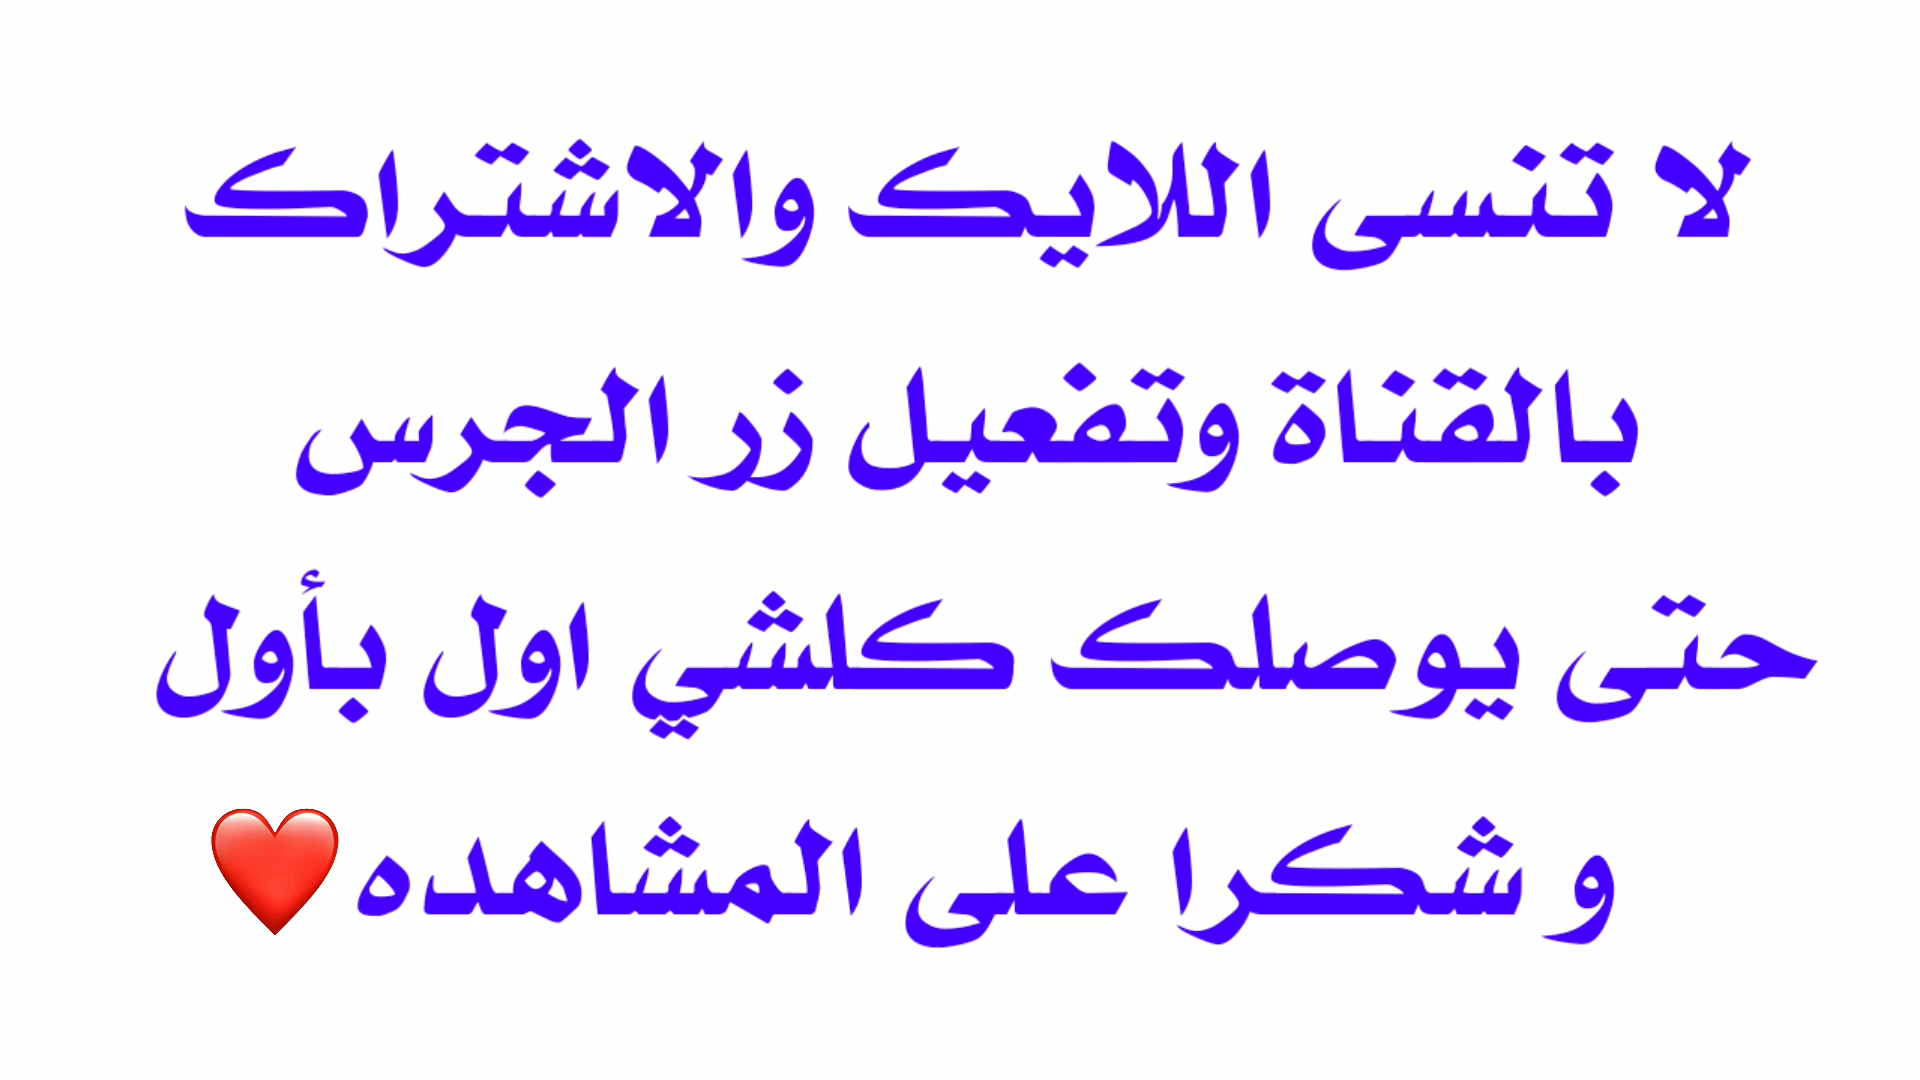 لا تنسى اللايك والاشتراك
بالقناة وتفعيل زر الجرس
حتى يوصلك كلشي اول بأول
و شكرا على المشاهده❤️